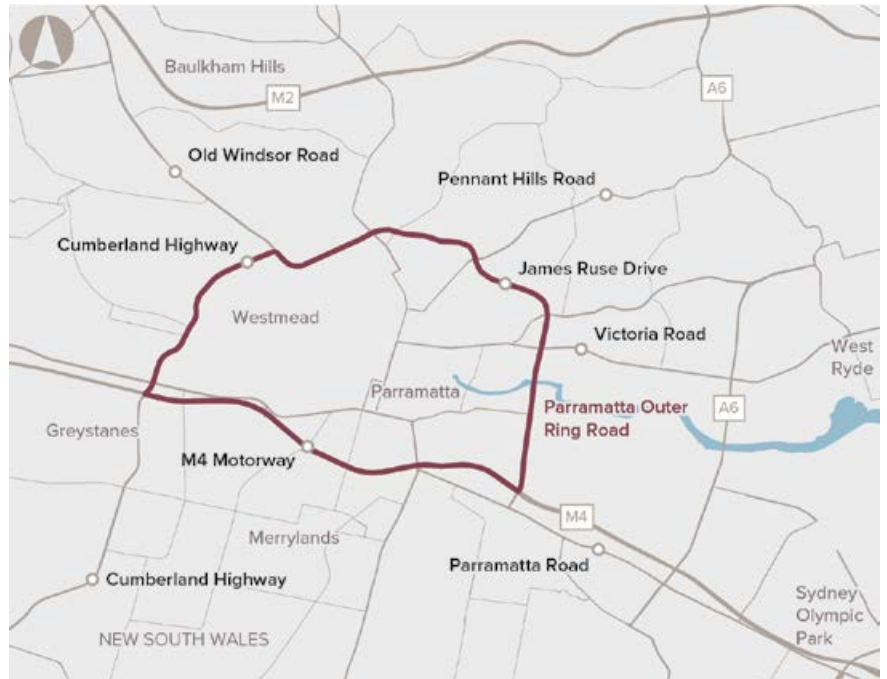 Baulkham Hills
M2
A6
Old Windsor Road
Pennant Hills Road
Cumberland Highway
James Ruse Drive
Westmead
Victoria Road
West
Ryde
Parramatta
Parramatta Outer
Ring Road
A6
Greystanes
M4 Motorway
M4
Merrylands
Parramatta Road
Cumberland Highway
Sydney
Olympic
Park
NEW SOUTH WALES